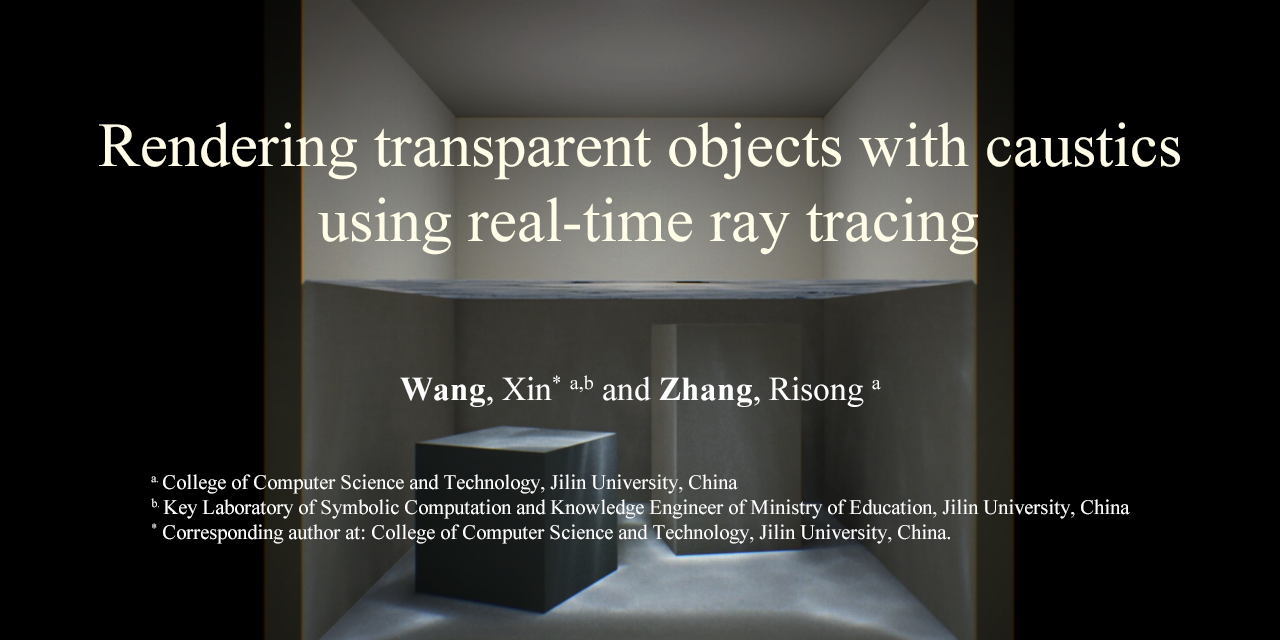 Rendering transparent objects with caustics
using real-time ray tracing
Wang, Xin* a,b and Zhang, Risong a
a. College of Computer Science and Technology, Jilin University, China
b. Key Laboratory of Symbolic Computation and Knowledge Engineer of Ministry of Education, Jilin University, China
* Corresponding author at: College of Computer Science and Technology, Jilin University, China.